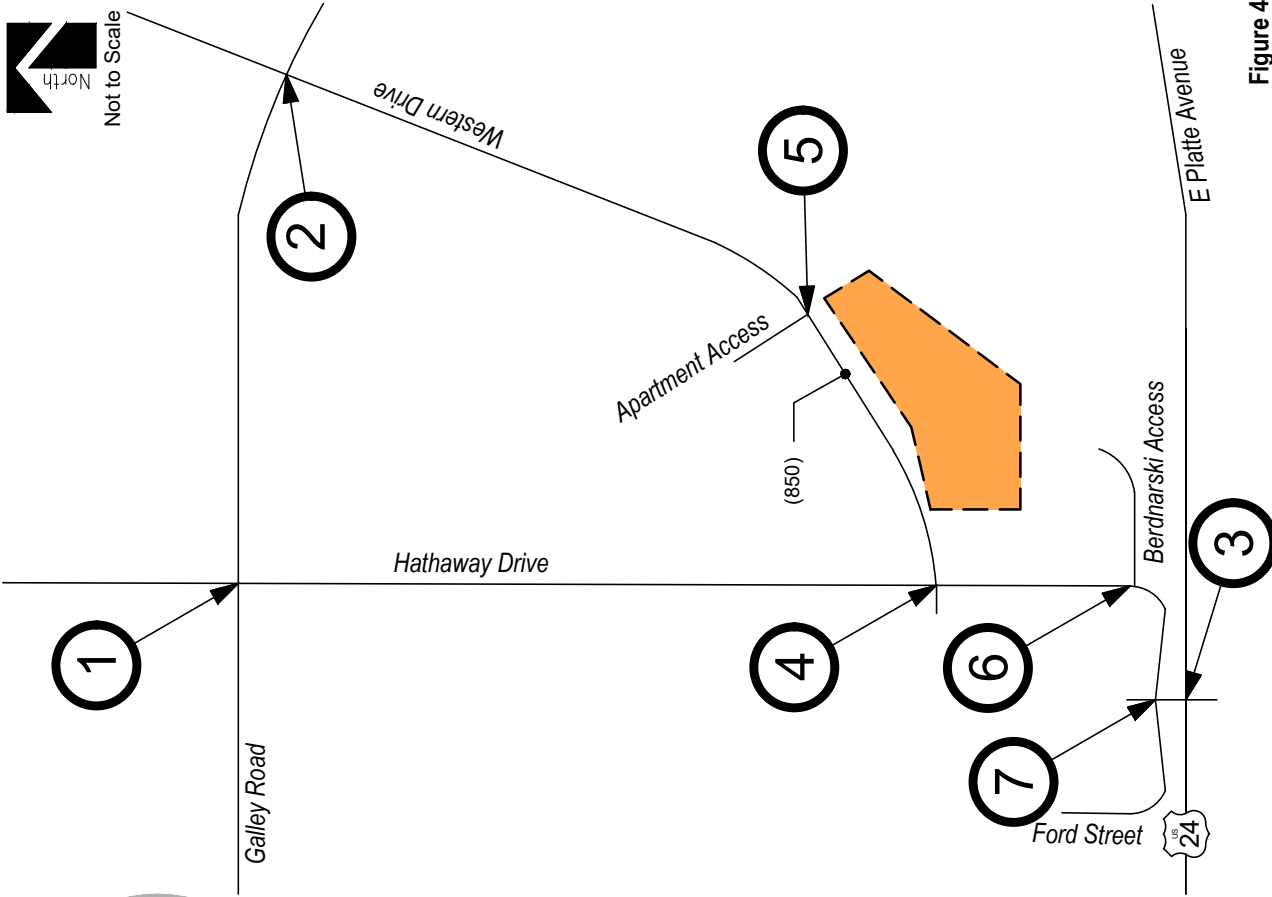 North
Not to Scale
Western Drive
2
5
Apartment Access
(850)
E Platte Avenue
Figure 4
Hathaway Drive
Berdnarski Access
1
4
6
3
7
Galley Road
Ford Street
US
24